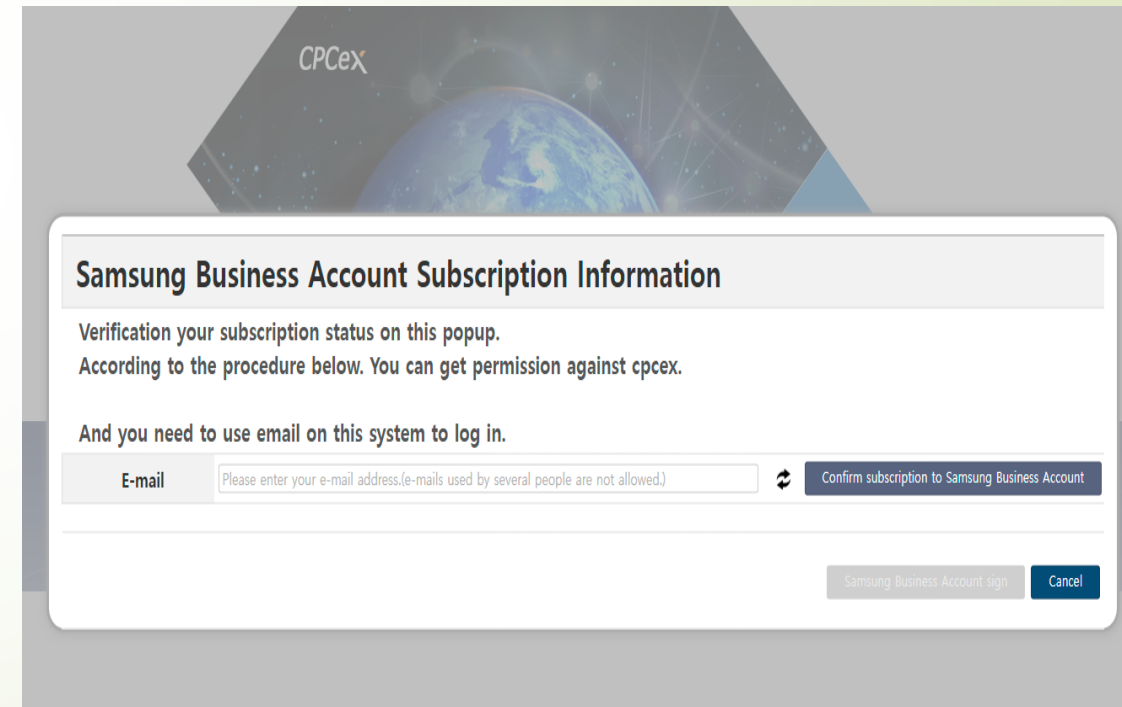 CPCex
Samsung Business Account Subscription Information
Verification your subscription status on this popup.
According to the procedure below. You can get permission against cpcex.
And you need to use email on this system to log in.
E-mail
Please enter your e-mail address.(e-mails used by several people are not allowed.)
Confirm subscription to Samsung Business Account
Samsung Business Account sign
Cancel